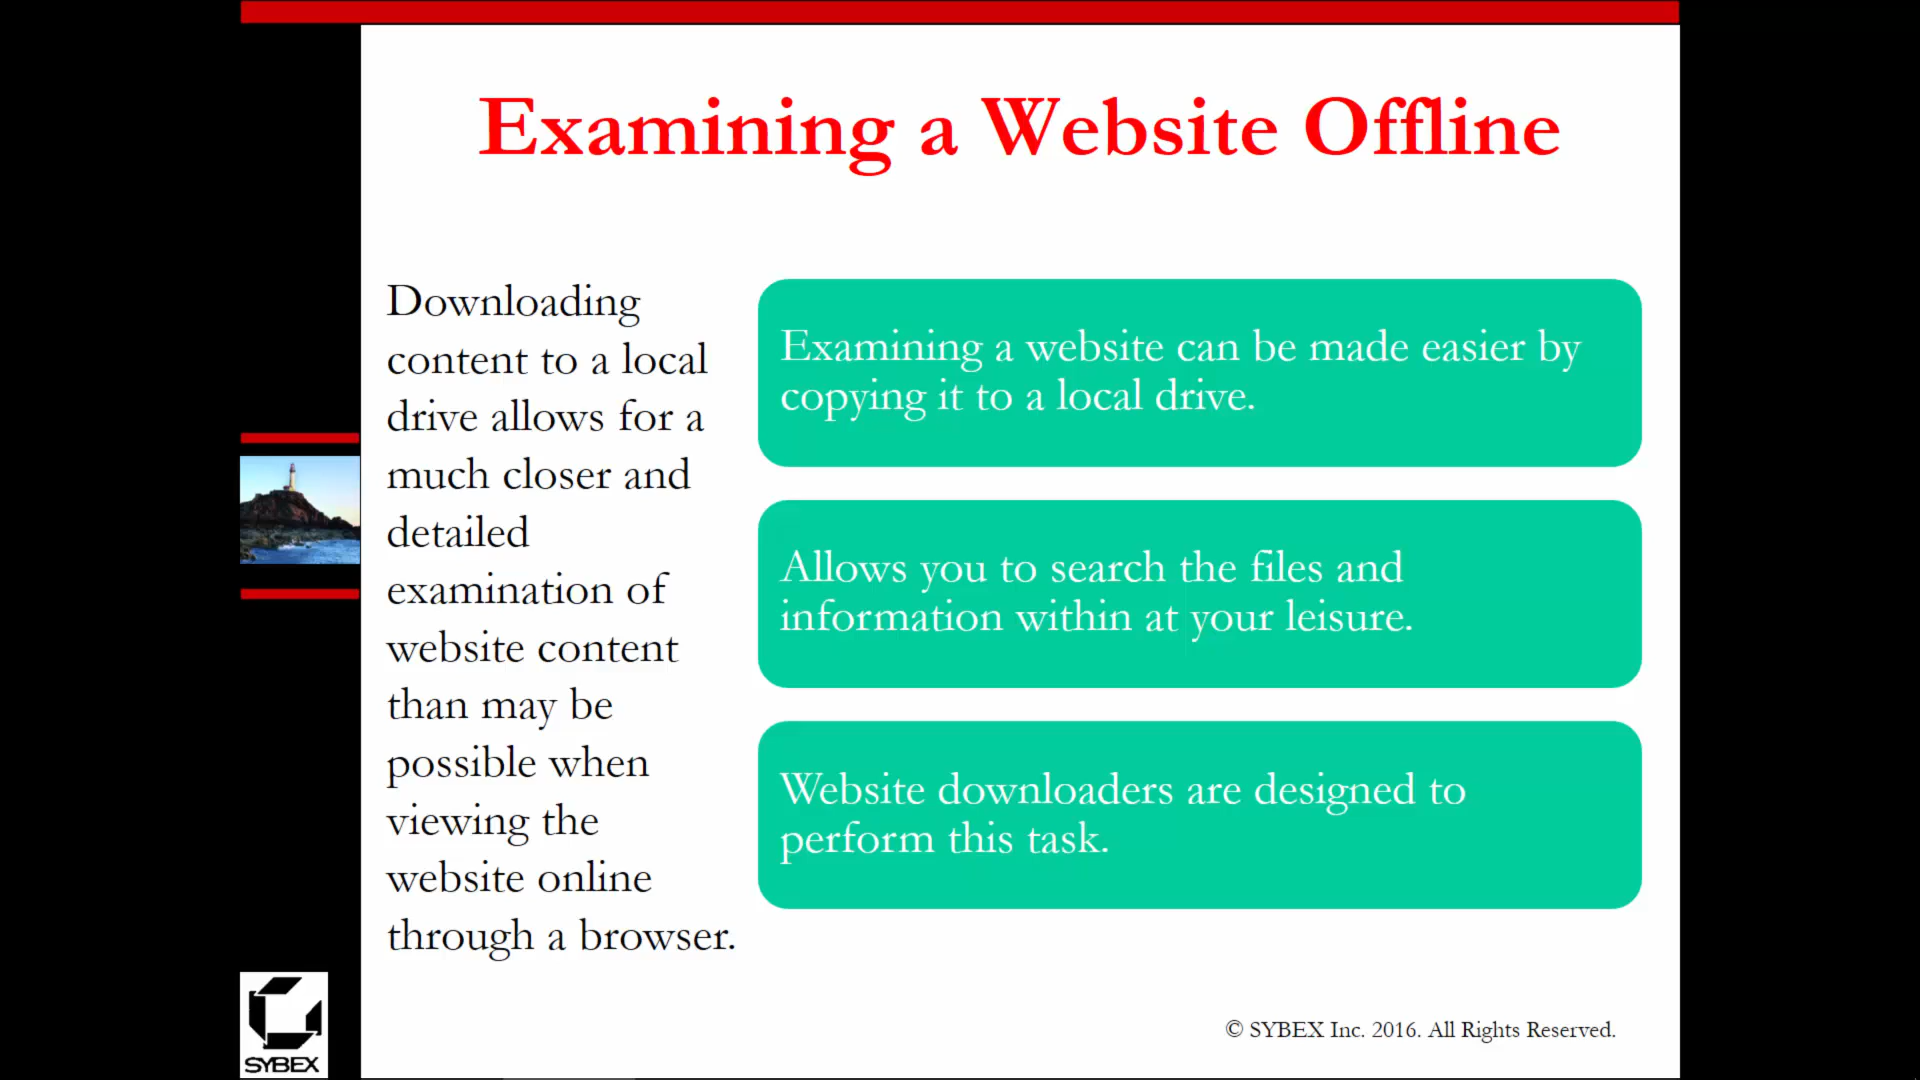 Examining a Website Offline
Downloading
content to a local
drive allows for a
much closer and
detailed
examination of
website content
than may be
possible when
viewing the
website online
through a browser.
Examining a website can be made easier by
copying it to a local drive.
Allows you to search the files and
information within at your leisure.
Website downloaders are designed to
perform this task.
SYBEX
© SYBEX Inc. 2016. All Rights Reserved.